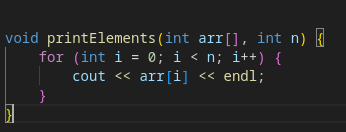 void printElements(int arr[], int n) {
    for (int i = 0; i < n; i++) {
        cout << arr[i] << endl;
    }
}